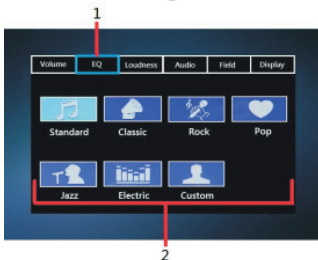 1
Volume EQ Loudness Audio Field Display
Standard Classic Rock Pop
Jazz Electric Custom
2